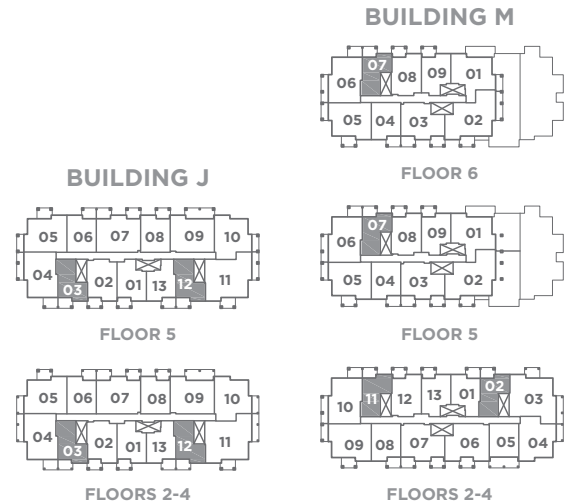 BUILDING M
07 08 09 01
06
05 04 03 02
FLOOR 6
07 08 09 01
06
05 04 03 02
FLOOR 5
11 12 13 01 02 03
10
09 08 07 06 05 04
FLOORS 2-4
BUILDING J
05 06 07 08 09 10
04 03 02 01 13 12 11
FLOOR 5
05 06 07 08 09 10
04 03 02 01 13 12 11
FLOORS 2-4